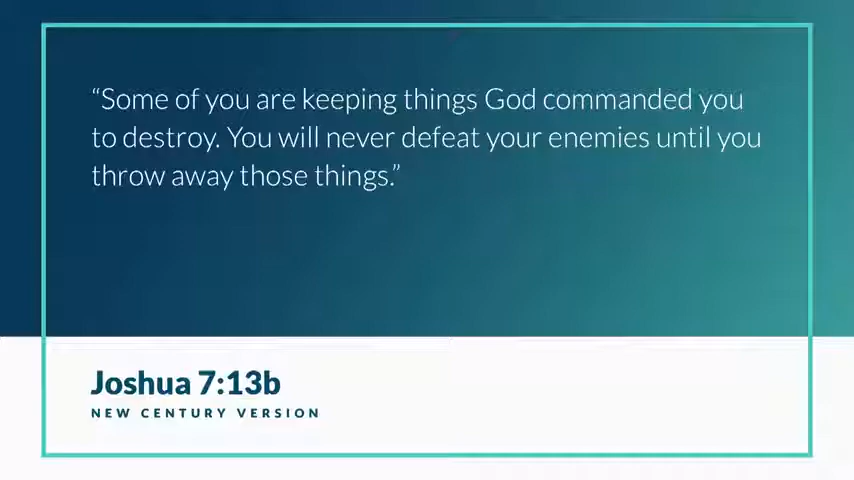 “Some of you are keeping things God commanded you
to destroy. You will never defeat your enemies until you
throw away those things.”
Joshua 7:13b
NEW CENTURY VERSION